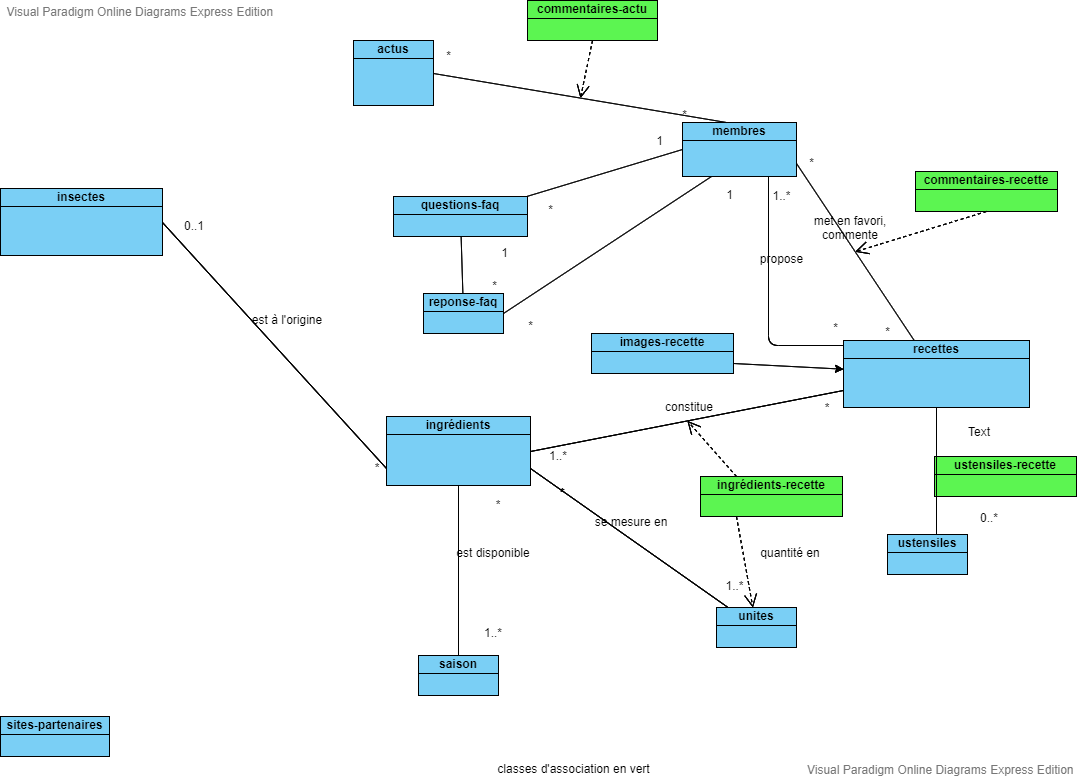 Visual Paradigm Online Diagrams Express Edition
commentaires-actu
actus
*
*
membres
1
*
commentaires-recette
insectes
0..1
questions-faq
*
1
1..*
met en favori,
commente
propose
1
*
reponse-faq
*
est à l'origine
*
*
images-recette
recettes
constitue
*
ingrédients
1..*
*
Text
ustensiles-recette
ingrédients-recette
*
*
se mesure en
0..*
est disponible
quantité en
ustensiles
1..*
unites
1..*
saison
sites-partenaires
classes d'association en vert
Visual Paradigm Online Diagrams Express Edition